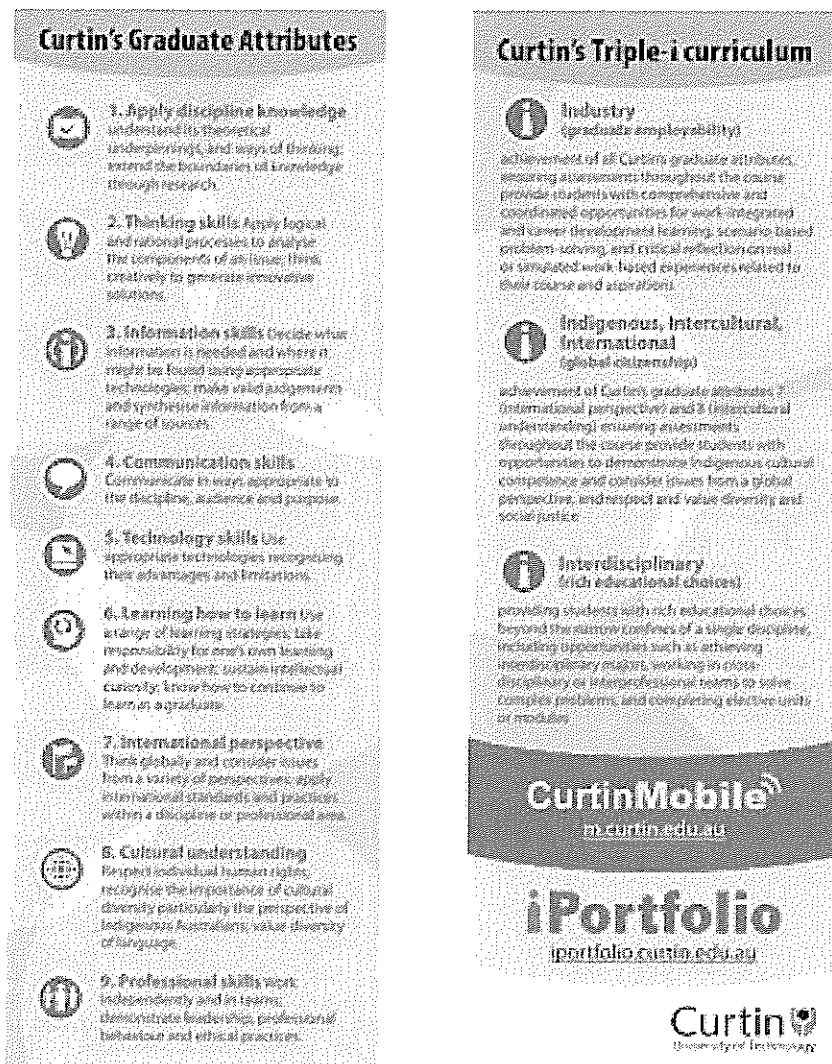 Curtin's Graduate Attributes
1. Apply discipline knowledge
understand its theoretical
underpinnings, and ways of thinking;
extend the boundaries of knowledge
through research.
2. Thinking skills Apply logical
and rational processes to analyse
the components of an issue; think
creatively to generate innovative
solutions.
3. Information skills Decide what
information is needed and where it
might be found using appropriate
technologies; make valid judgements
and synthesise information from a
range of sources.
4. Communication skills
Communicate in ways appropriate to
the discipline, audience and purpose.
5. Technology skills Use
appropriate technologies recognising
their advantages and limitations.
6. Learning how to learn Use
a range of learning strategies; take
responsibility for one's own learning
and development; sustain intellectual
curiosity; know how to continue to
learn as a graduate.
7. International perspective
Think globally and consider issues
from a variety of perspectives; apply
international standards and practices
within a discipline or professional area.
8. Cultural understanding
Respect individual human rights;
recognise the importance of cultural
diversity particularly the perspective of
Indigenous Australians; value diversity
of language.
9. Professional skills Work
independently and in teams;
demonstrate leadership, professional
behaviour and ethical practices.
Curtin's Triple-i curriculum
Industry
(graduate employability)
achievement of all Curtin's graduate attributes,
ensuring assessments throughout the course
provide students with comprehensive and
coordinated opportunities for work-integrated
and career development learning, scenario-based
problem-solving, and critical reflection on real
or simulated work-based experiences related to
their course and aspirations
Indigenous, Intercultural,
International
(global citizenship)
achievement of Curtin's graduate attributes 7
(international perspective) and 8 (intercultural
understanding) ensuring assessments
throughout the course provide students with
opportunities to demonstrate Indigenous cultural
competence and consider issues from a global
perspective, and respect and value diversity and
social justice
Interdisciplinary
(rich educational choices)
providing students with rich educational choices
beyond the narrow confines of a single discipline,
including opportunities such as achieving
interdisciplinary majors, working in cross-
disciplinary or interprofessional teams to solve
complex problems, and completing elective units
or modules
CurtinMobile
m.curtin.edu.au
iPortfolio
iportfolio.curtin.edu.au
Curtin
University of Technology